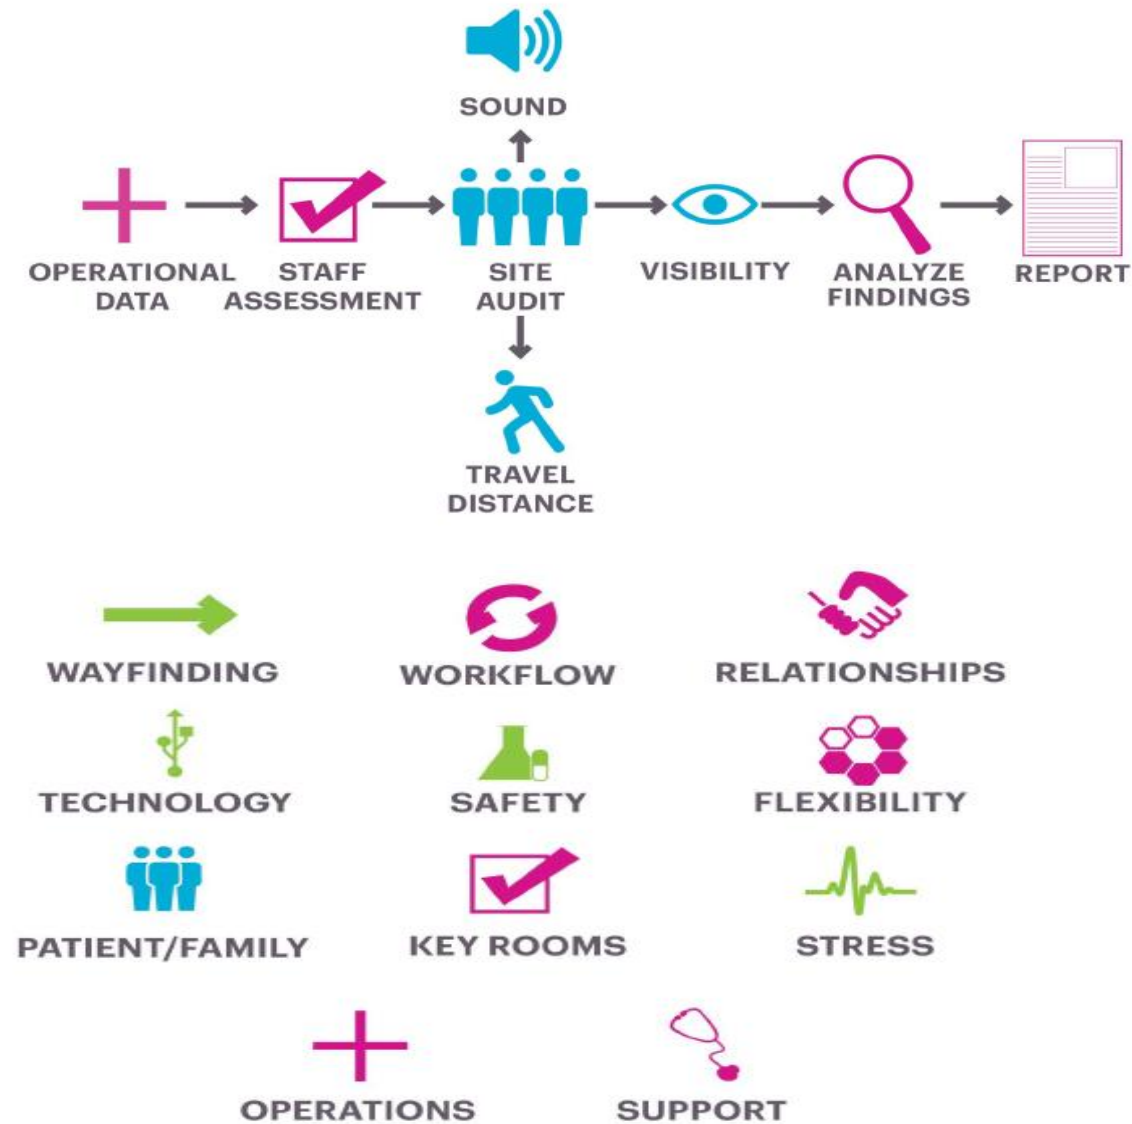 SOUND
OPERATIONAL
DATA
STAFF
ASSESSMENT
SITE
AUDIT
VISIBILITY
ANALYZE
FINDINGS
REPORT
TRAVEL
DISTANCE
WAYFINDING
WORKFLOW
RELATIONSHIPS
TECHNOLOGY
SAFETY
FLEXIBILITY
PATIENT/FAMILY
KEY ROOMS
STRESS
OPERATIONS
SUPPORT